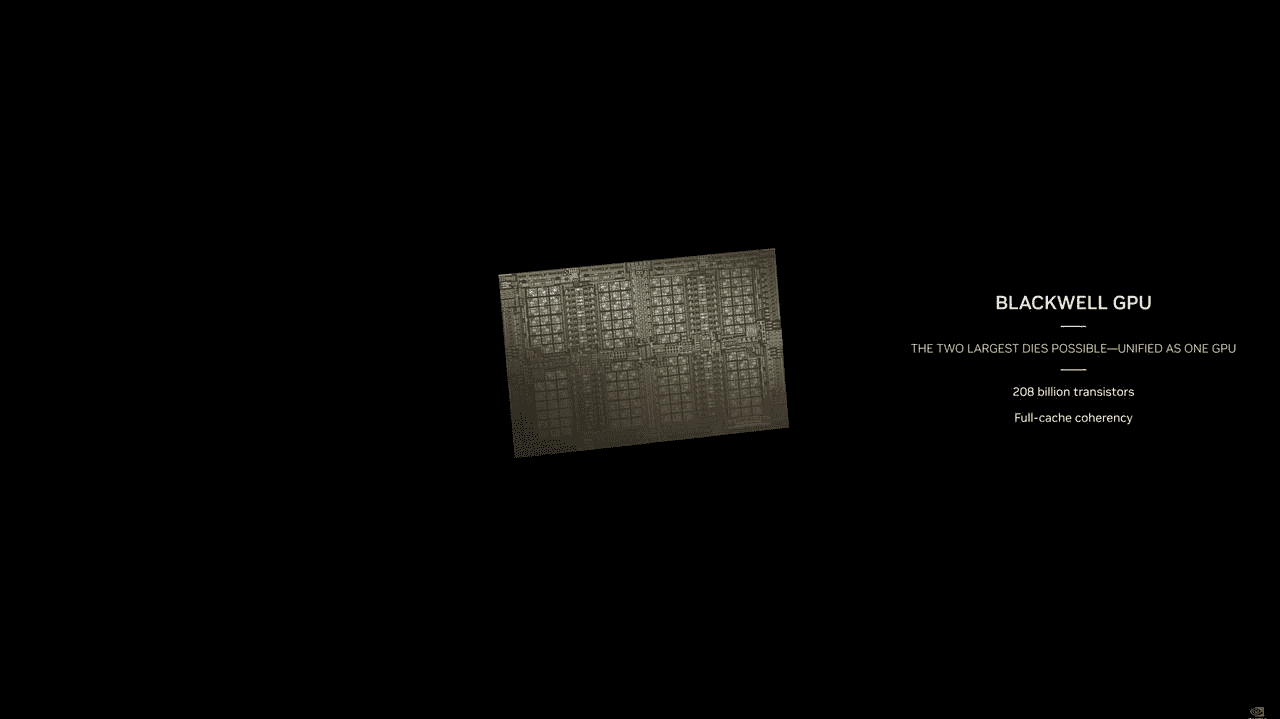 BLACKWELL GPU
THE TWO LARGEST DIES POSSIBLE—UNIFIED AS ONE GPU
208 billion transistors
Full-cache coherency